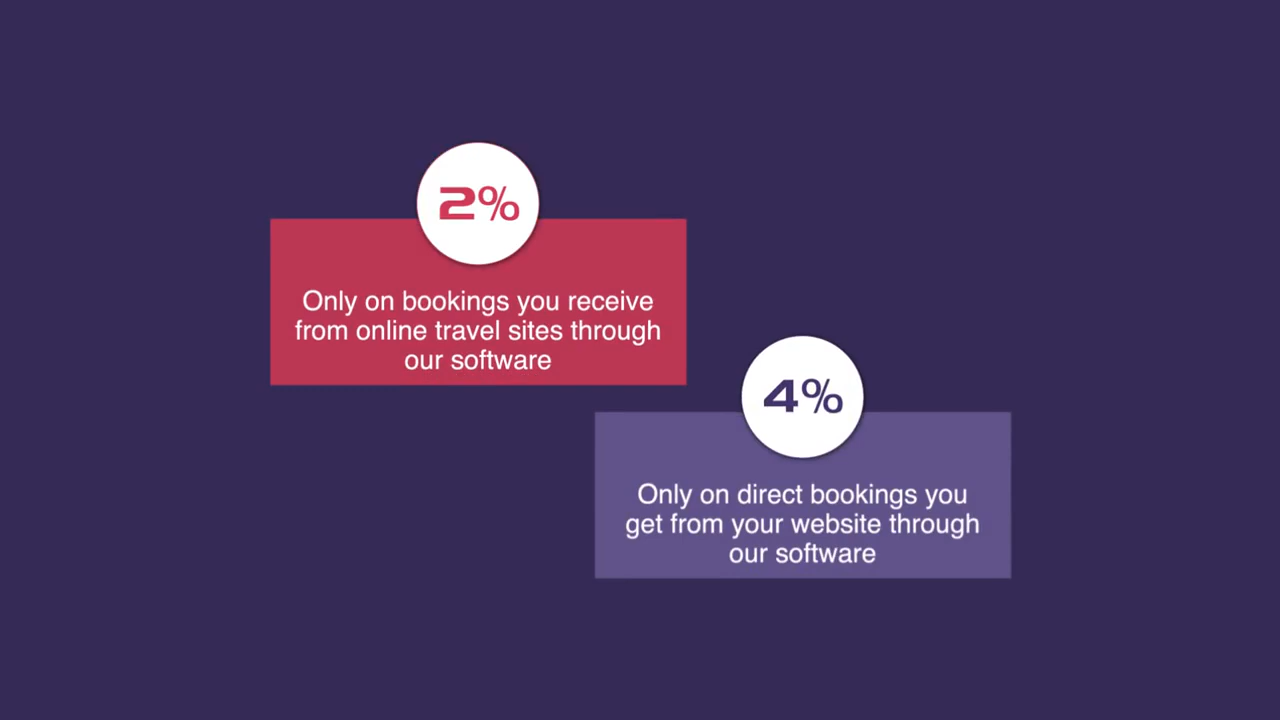 2%
Only on bookings you receive
from online travel sites through
our software
4%
Only on direct bookings you
get from your website through
our software